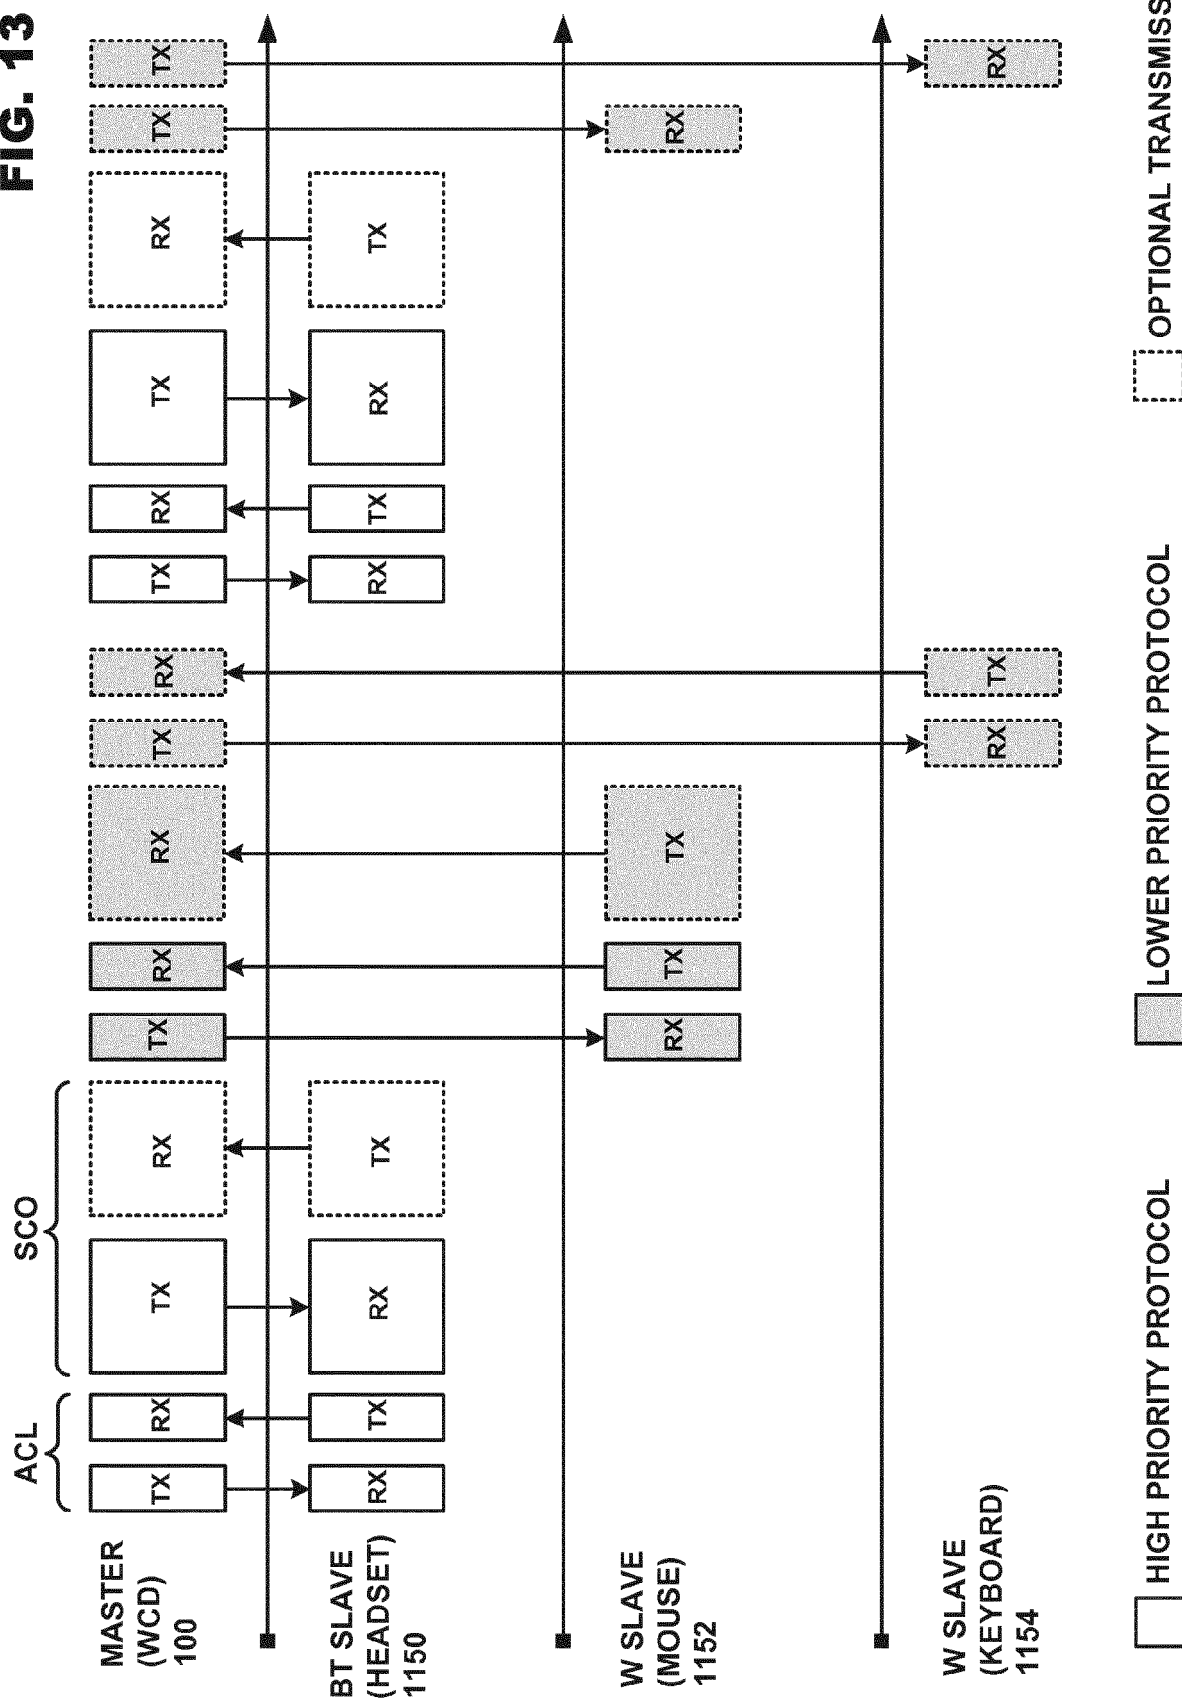 FIG. 13
ACL
SCO
MASTER
(WCD)
100
TX
RX
TX
RX
TX
RX
RX
TX
RX
TX
RX
TX
RX
TX
TX
BT SLAVE
(HEADSET)
1150
RX
TX
RX
TX
RX
TX
RX
TX
W SLAVE
(MOUSE)
1152
RX
TX
TX
RX
W SLAVE
(KEYBOARD)
1154
RX
TX
RX
HIGH PRIORITY PROTOCOL
LOWER PRIORITY PROTOCOL
OPTIONAL TRANSMISS